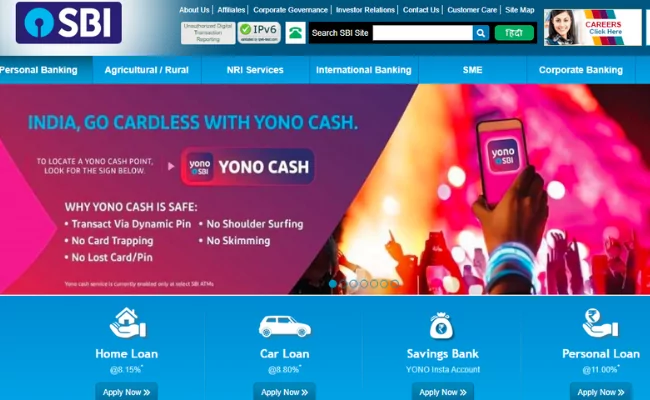 SBI
About Us | Affiliates | Corporate Governance | Investor Relations | Contact Us | Customer Care | Site Map
Unauthorized Digital
Transaction
Reporting
IPv6
Search SBI Site
हिंदी
CAREERS
Click Here
Personal Banking
Agricultural / Rural
NRI Services
International Banking
SME
Corporate Banking
INDIA, GO CARDLESS WITH YONO CASH.
TO LOCATE A YONO CASH POINT,
LOOK FOR THE SIGN BELOW.
yono
SBI
YONO CASH
WHY YONO CASH IS SAFE:
• Transact Via Dynamic Pin • No Shoulder Surfing
• No Card Trapping • No Skimming
• No Lost Card/Pin
Yono cash service is currently enabled only at select SBI ATMs
yono
SBI
Home Loan
@8.15%*
Apply Now »
Car Loan
@8.80%*
Apply Now »
Savings Bank
YONO Insta Account
Apply Now »
Personal Loan
@11.00%*
Apply Now »